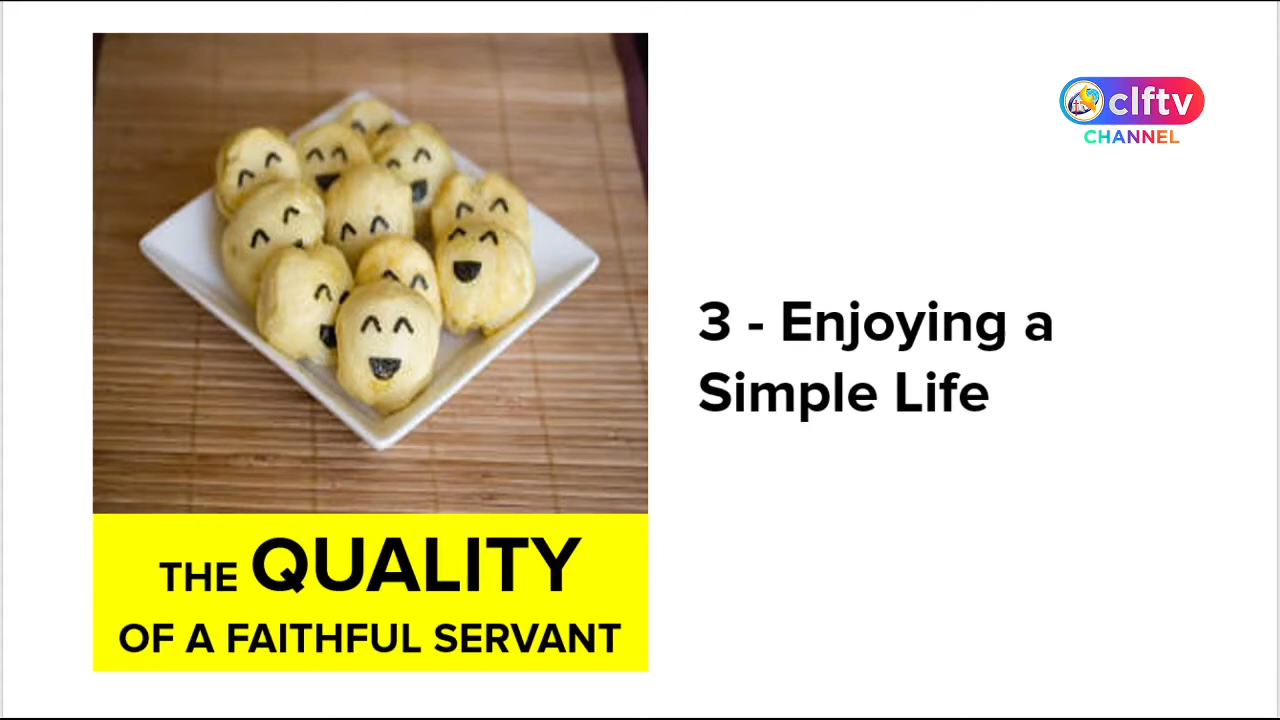 clftv
CHANNEL
3 - Enjoying a
Simple Life
THE QUALITY
OF A FAITHFUL SERVANT